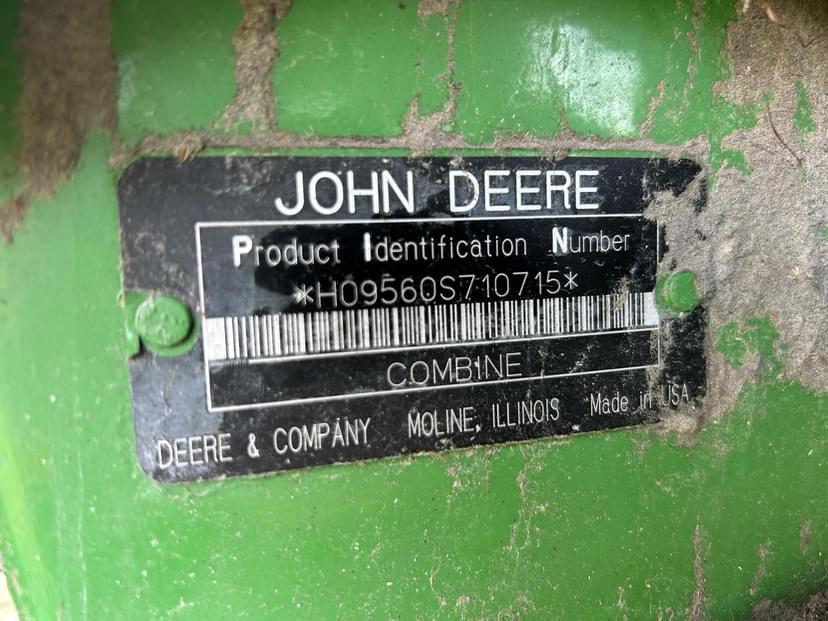 JOHN DEERE
Product Identification Number
*H09560S710715*
COMBINE
DEERE & COMPANY MOLINE, ILLINOIS Made in USA